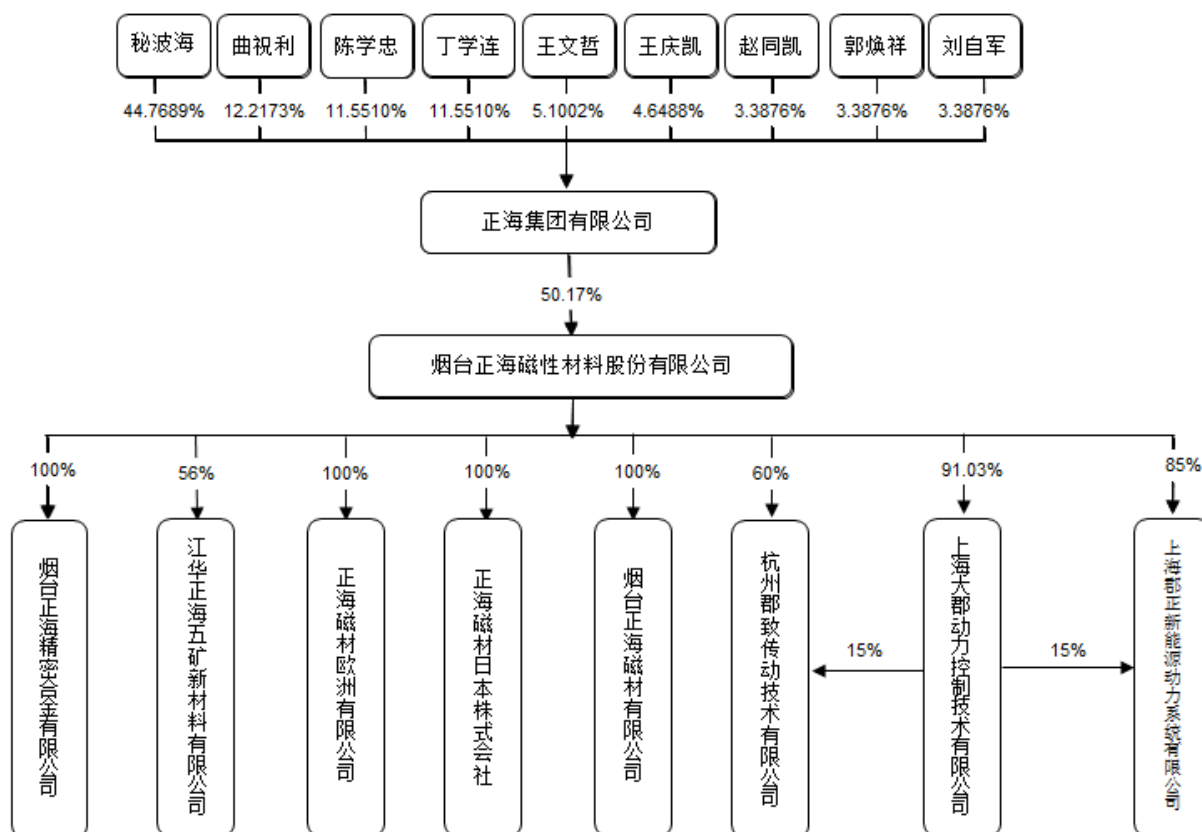 秘波海
曲祝利
陈学忠
丁学连
王文哲
王庆凯
赵同凯
郭焕祥
刘自军
44.7689%
12.2173%
11.5510%
11.5510%
5.1002%
4.6488%
3.3876%
3.3876%
3.3876%
正海集团有限公司
50.17%
烟台正海磁性材料股份有限公司
100%
56%
100%
100%
100%
60%
91.03%
85%
烟台正海精密合金有限公司
江华正海五矿新材料有限公司
正海磁材欧洲有限公司
正海磁材日本株式会社
烟台正海磁材有限公司
杭州郡致传动技术有限公司
15%
上海大郡动力控制技术有限公司
15%
上海郡正新能源动力系统有限公司